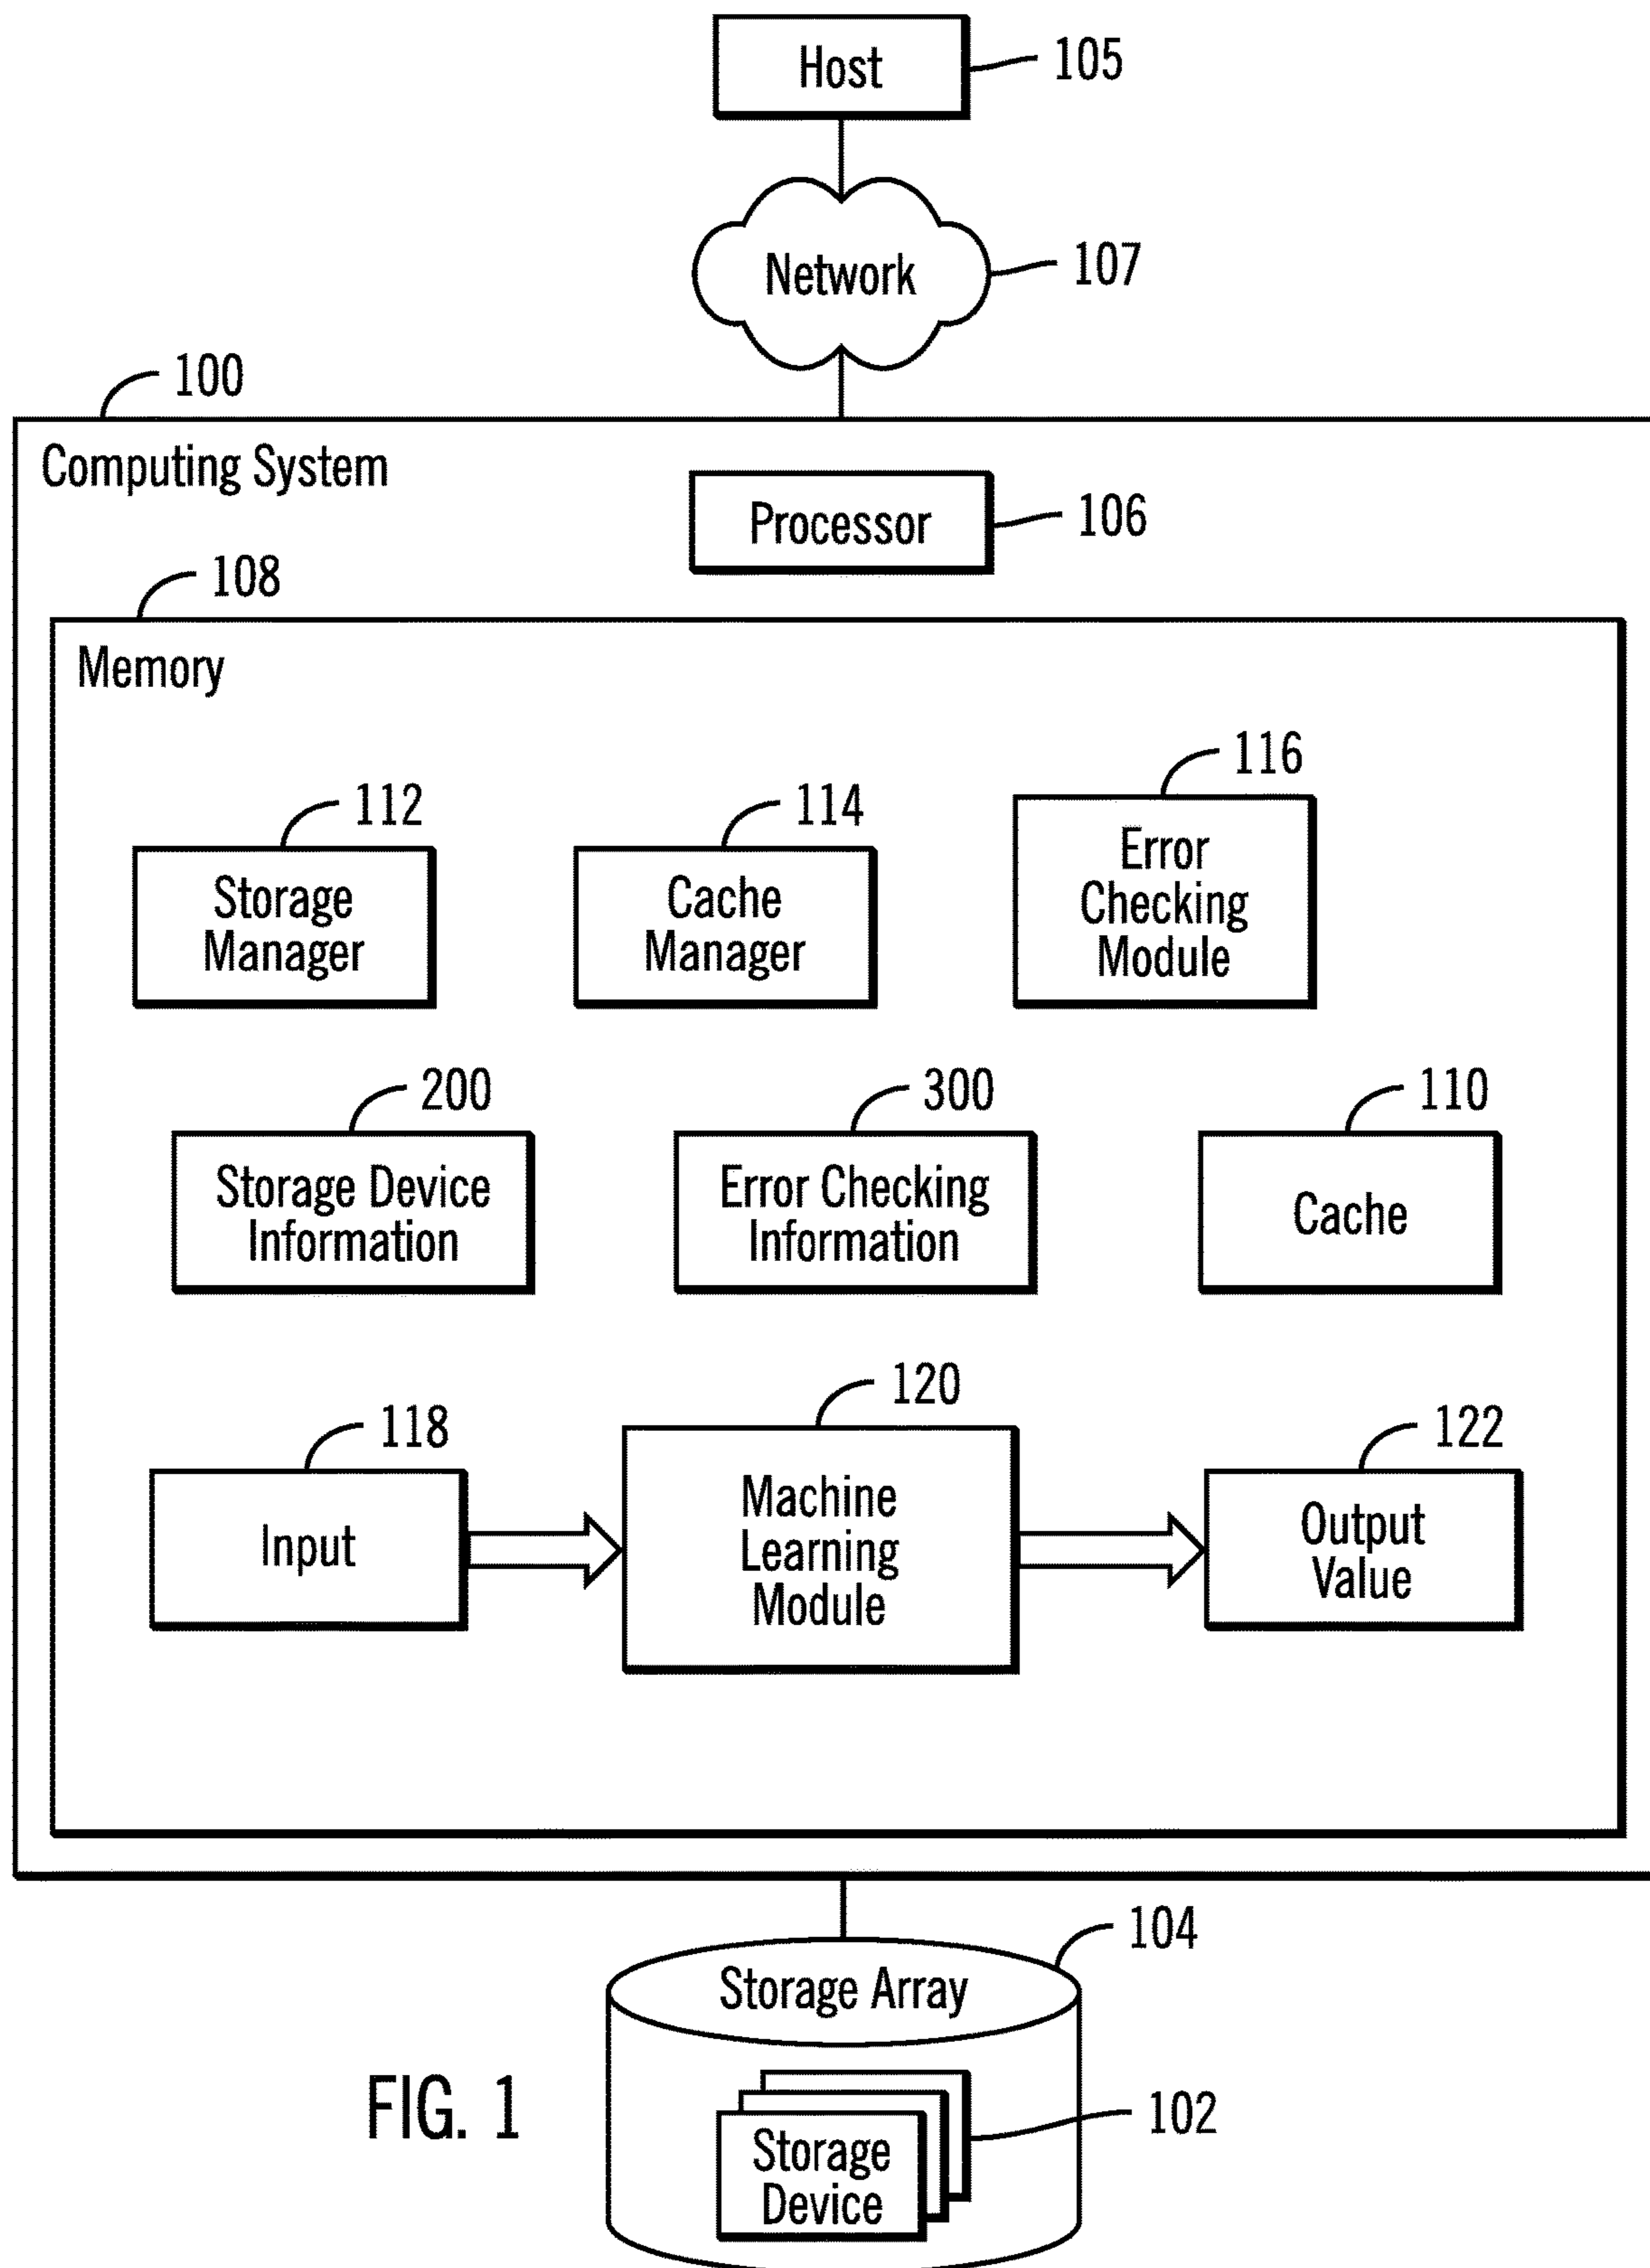 Host
105
Network
107
100
Computing System
Processor
106
108
Memory
112
Storage
Manager
114
Cache
Manager
116
Error
Checking
Module
200
Storage Device
Information
300
Error Checking
Information
110
Cache
118
Input
120
Machine
Learning
Module
122
Output
Value
104
Storage Array
102
Storage
Device
FIG. 1